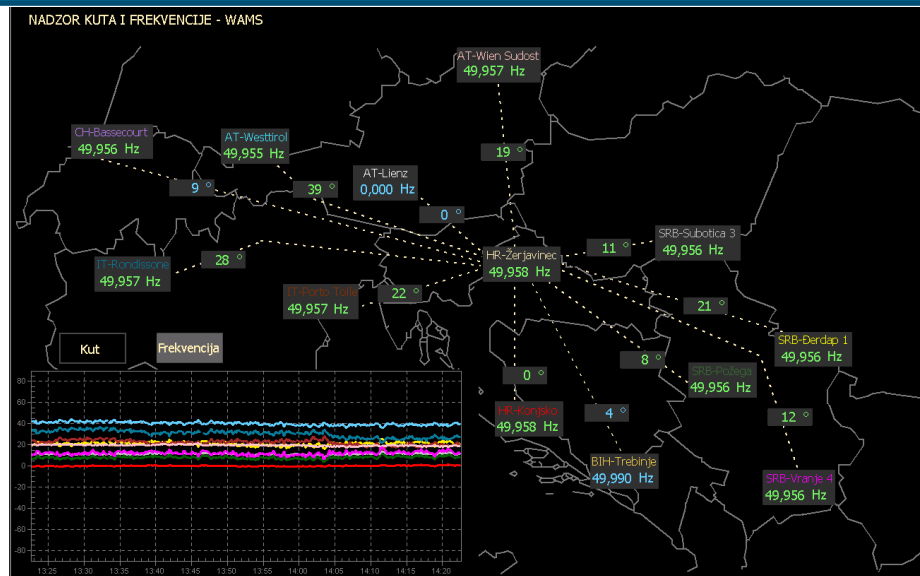 NADZOR KUTA I FREKVENCIJE - WAMS
AT-Wien Sudost
49,957 Hz
CH-Bassecourt
49,956 Hz
AT-Westtirol
49,955 Hz
19 °
AT-Lienz
0,000 Hz
9 °
39 °
0 °
SRB-Subotica 3
49,956 Hz
11 °
HR-Žerjavinec
49,958 Hz
IT-Rondissone
49,957 Hz
28 °
IT-Porto Tolle
49,957 Hz
22 °
21 °
SRB-Đerdap 1
49,956 Hz
Kut
Frekvencija
8 °
SRB-Požega
49,956 Hz
0 °
HR-Konjsko
49,958 Hz
4 °
12 °
BIH-Trebinje
49,990 Hz
SRB-Vranje 4
49,956 Hz
80
60
40
20
0
-20
-40
-60
-80
13:25 13:30 13:35 13:40 13:45 13:50 13:55 14:00 14:05 14:10 14:15 14:20